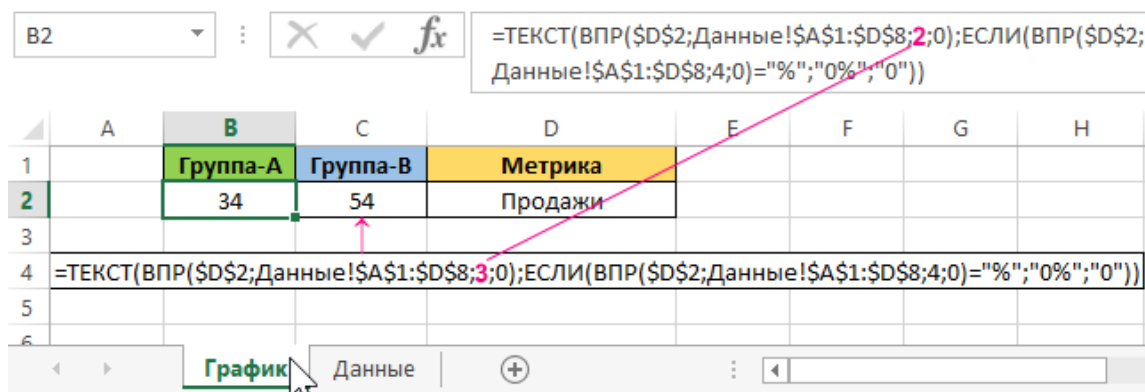 B2 fx =ТЕКСТ(ВПР($D$2;Данные!$A$1:$D$8;2;0);ЕСЛИ(ВПР($D$2;
Данные!$A$1:$D$8;4;0)="%";"0%";"0"))
A B C D E F G H
1 Группа-A Группа-B Метрика
2 34 54 Продажи
3
4 =ТЕКСТ(ВПР($D$2;Данные!$A$1:$D$8;3;0);ЕСЛИ(ВПР($D$2;Данные!$A$1:$D$8;4;0)="%";"0%";"0"))
5
6
График Данные